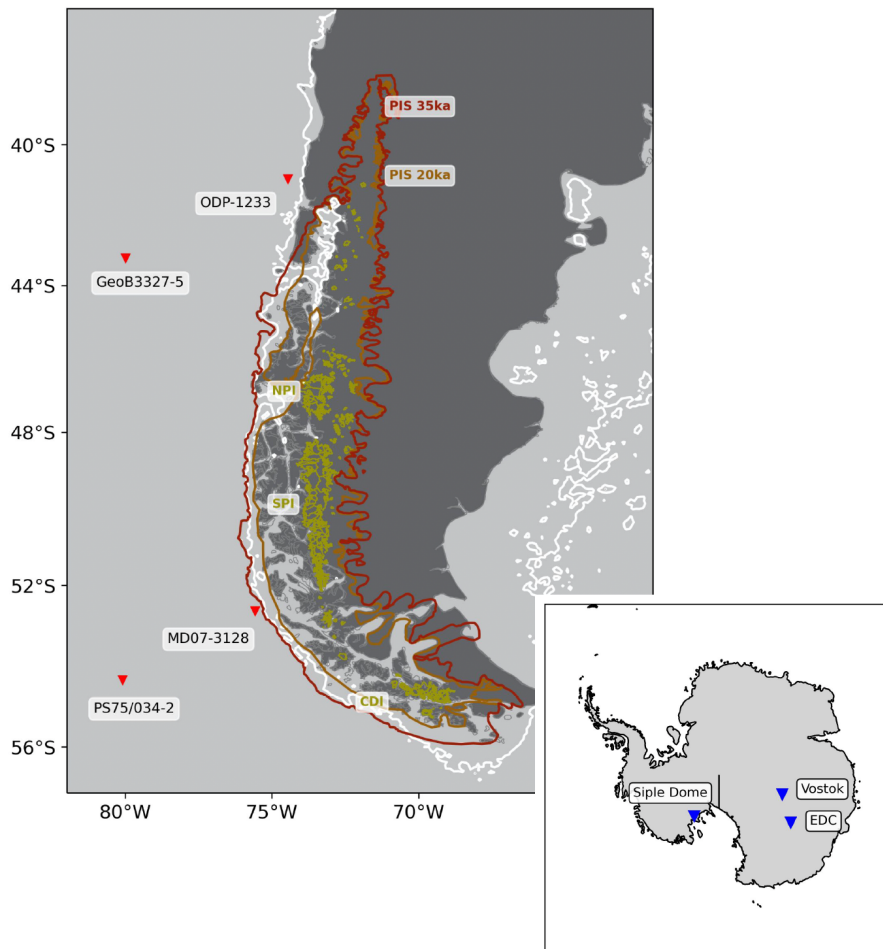 PIS 35ka
40°S
PIS 20ka
ODP-1233
GeoB3327-5
44°S
NPI
48°S
SPI
52°S
MD07-3128
PS75/034-2
CDI
56°S
80°W
75°W
70°W
Siple Dome
Vostok
EDC